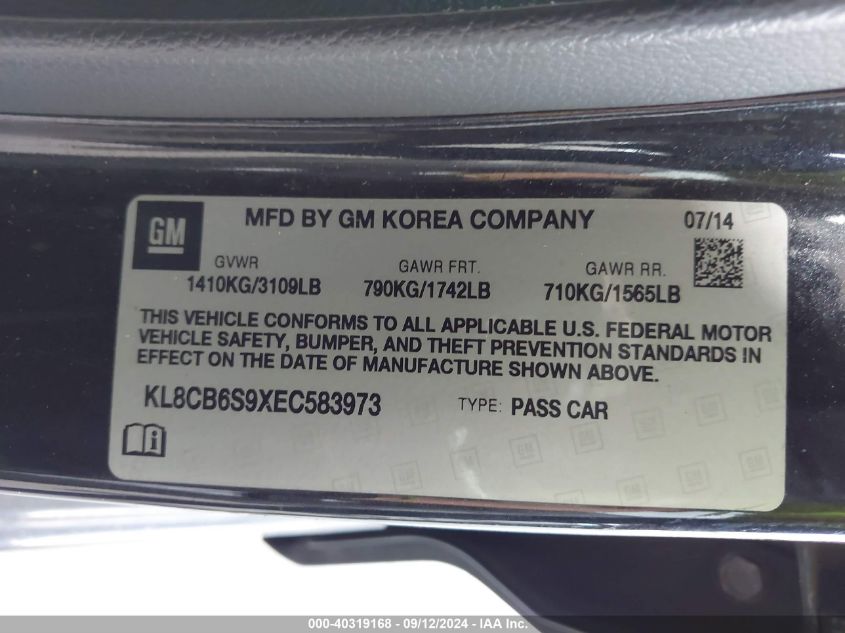 GM
MFD BY GM KOREA COMPANY 07/14
GVWR GAWR FRT. GAWR RR.
1410KG/3109LB 790KG/1742LB 710KG/1565LB
THIS VEHICLE CONFORMS TO ALL APPLICABLE U.S. FEDERAL MOTOR
VEHICLE SAFETY, BUMPER, AND THEFT PREVENTION STANDARDS IN
EFFECT ON THE DATE OF MANUFACTURE SHOWN ABOVE.
KL8CB6S9XEC583973 TYPE: PASS CAR
000-40319168 - 09/12/2024 - IAA Inc.